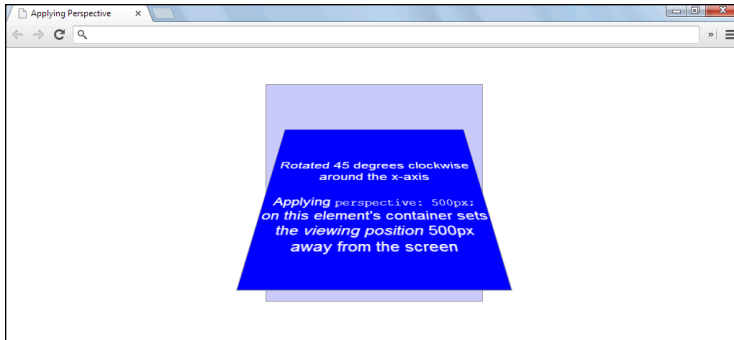 Applying Perspective
Rotated 45 degrees clockwise
around the x-axis
Applying perspective: 500px;
on this element's container sets
the viewing position 500px
away from the screen